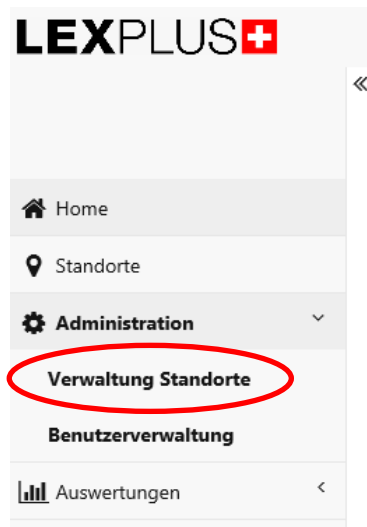 LEXPLUS
Home
Standorte
Administration
Verwaltung Standorte
Benutzerverwaltung
Auswertungen